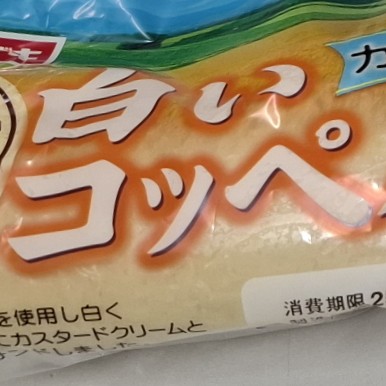 白い
コッペ
を使用し白く
カスタードクリームと
消費期限 2